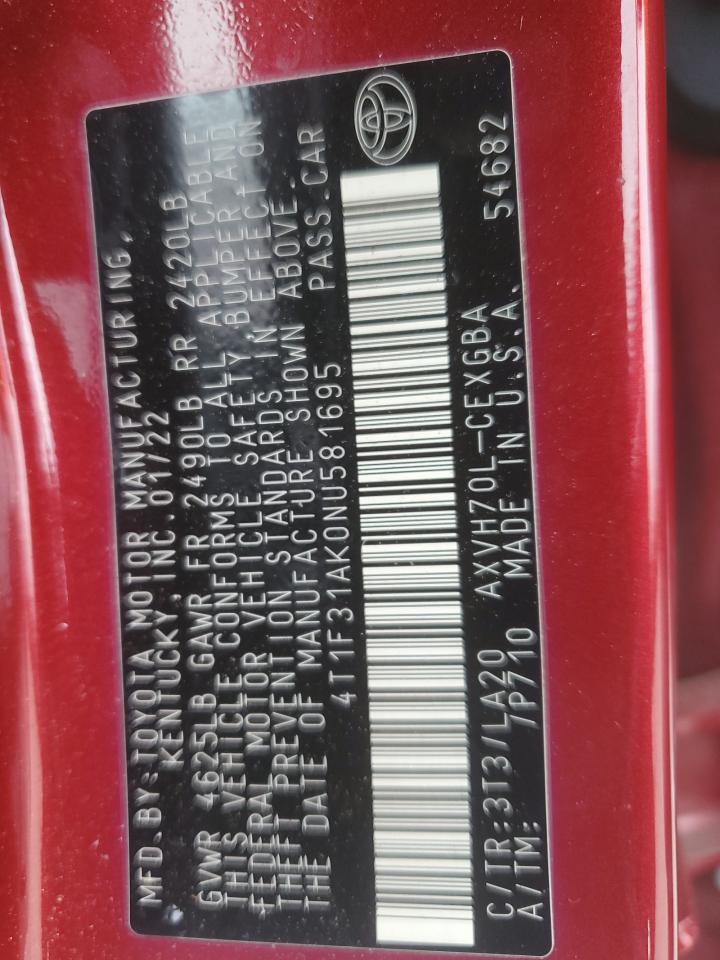 MFD.BY:TOYOTA MOTOR MANUFACTURING,
KENTUCKY, INC. 01/22
GVWR 4625LB GAWR FR 2490LB RR 2420LB
THIS VEHICLE CONFORMS TO ALL APPLICABLE
FEDERAL MOTOR VEHICLE SAFETY, BUMPER AND
THEFT PREVENTION STANDARDS IN EFFECT ON
THE DATE OF MANUFACTURE SHOWN ABOVE.
4T1F31AK0NU581695 PASS.CAR
C/TR:3T3/LA20 AXVH70L-CEXGBA
A/TM: /P710 MADE IN U.S.A. 54682